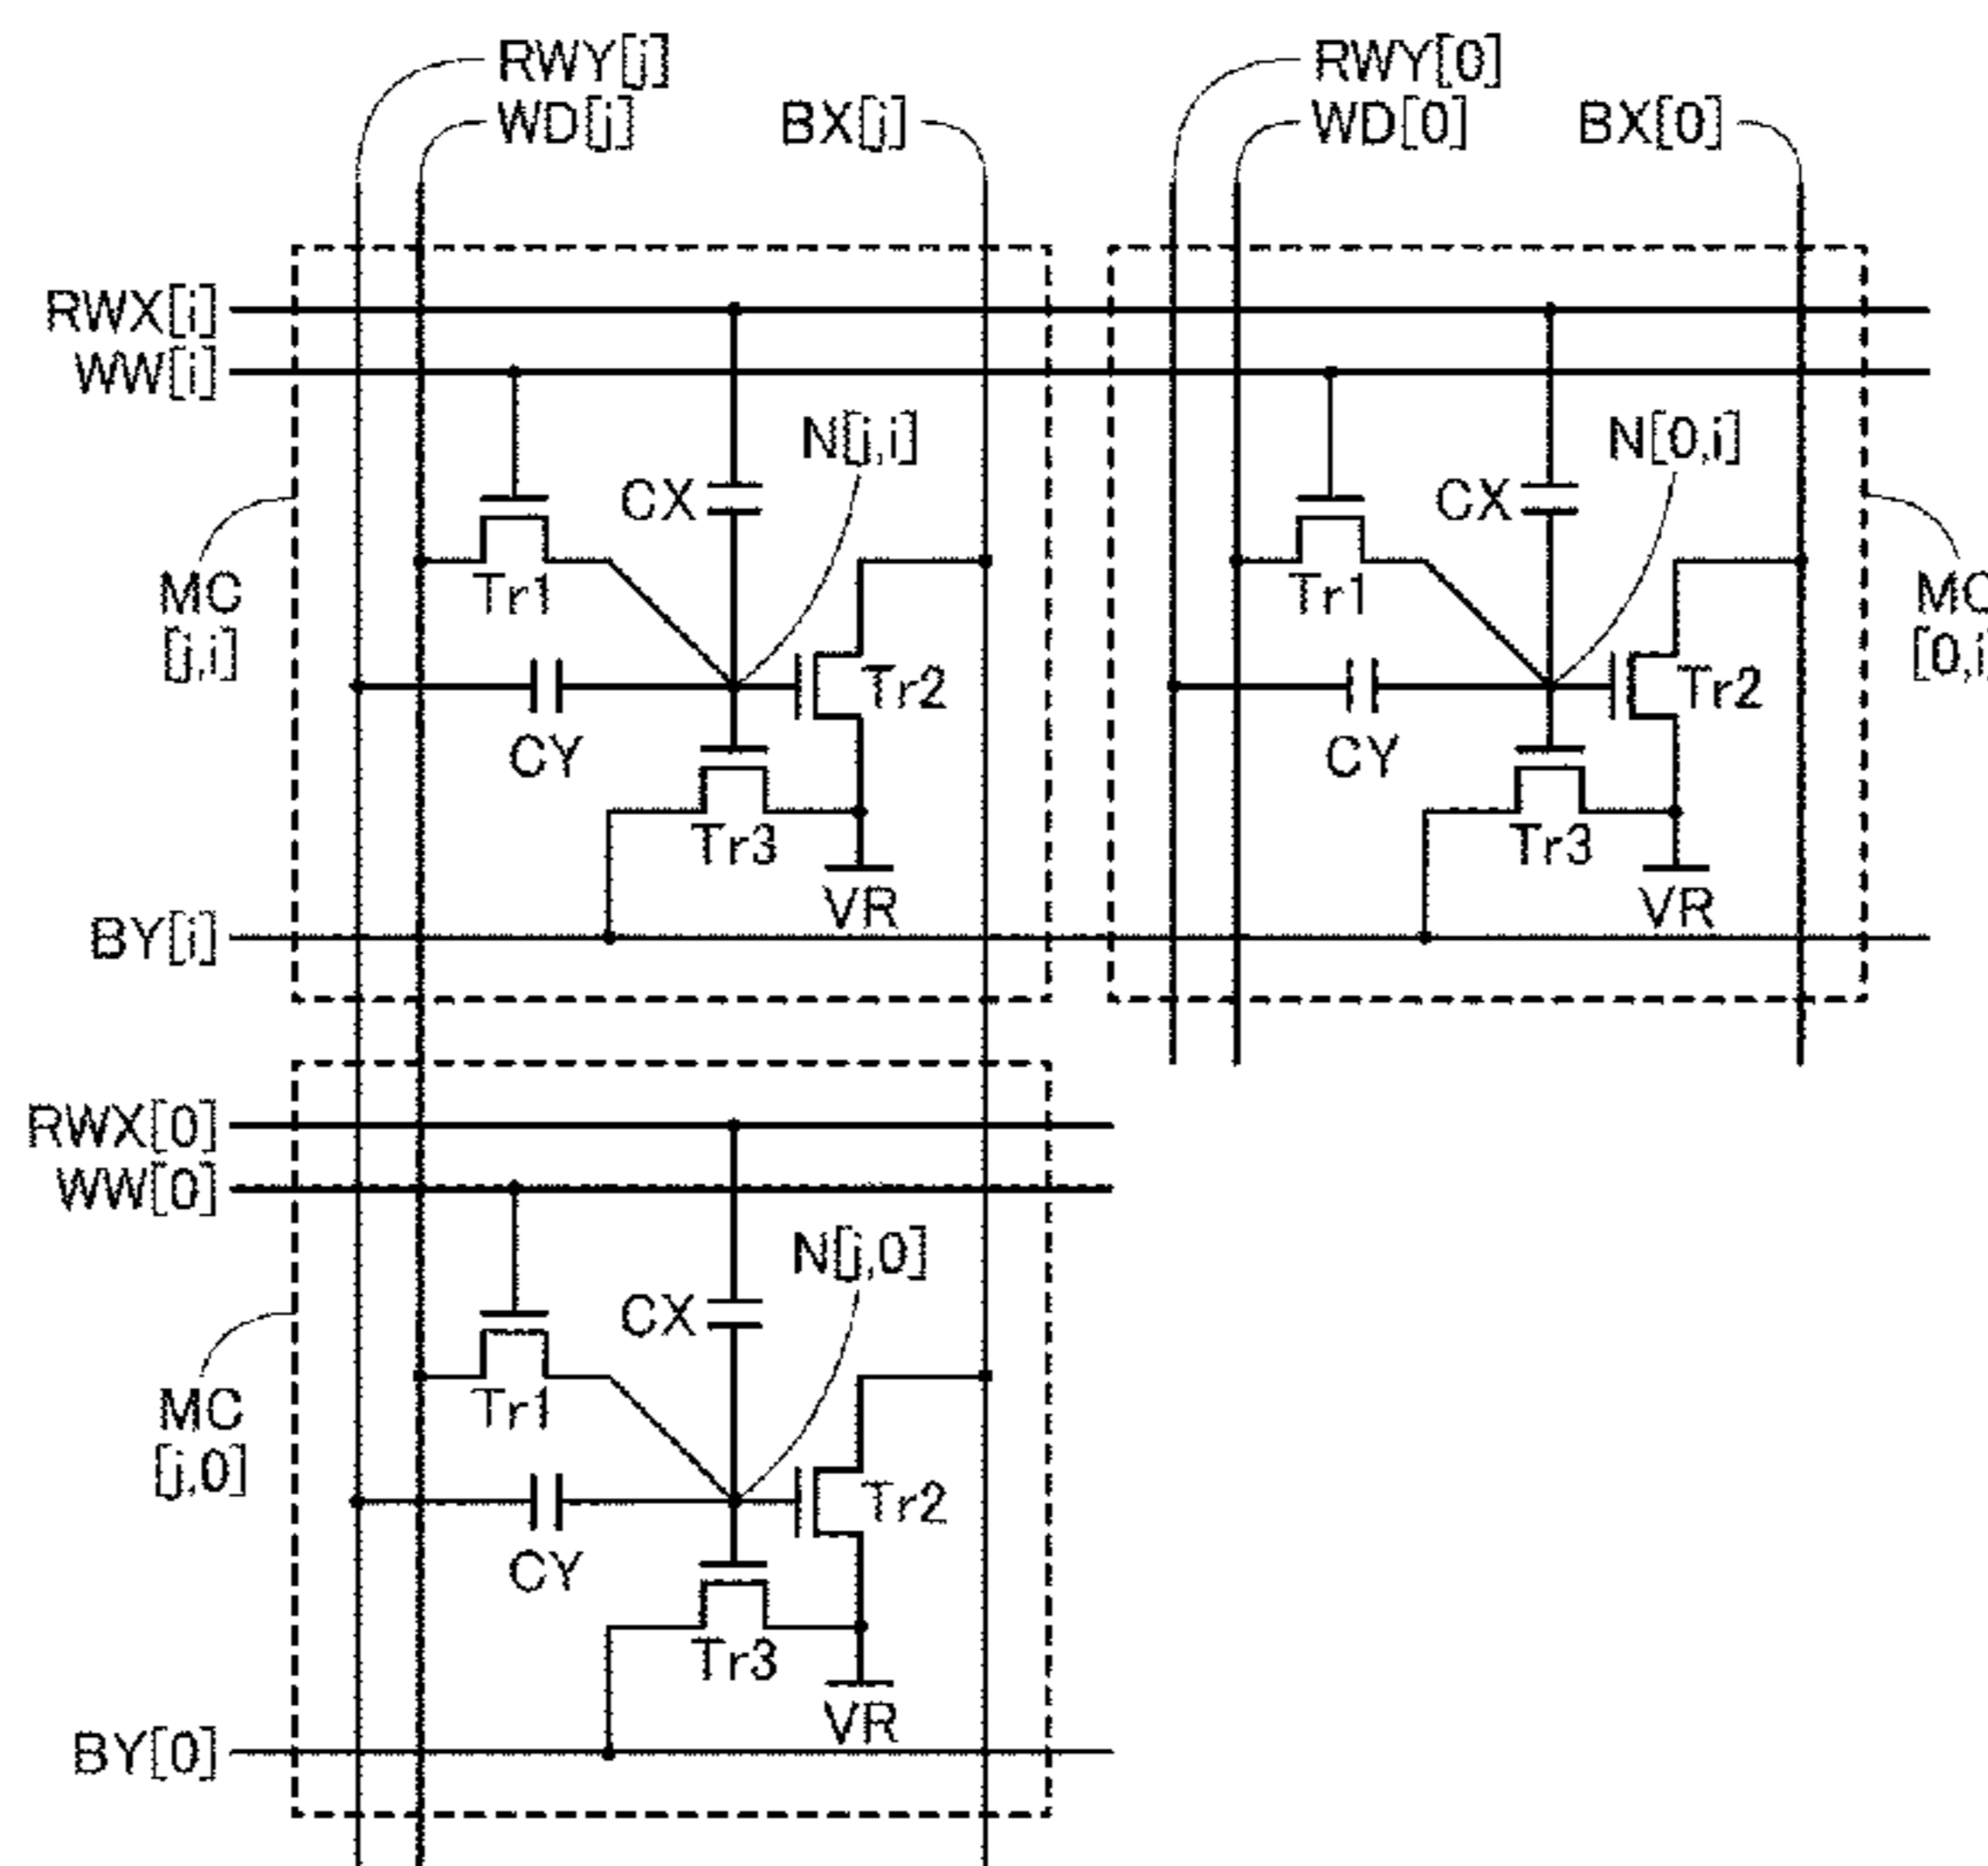 RWY[j]
RWY[0]
WD[j]
BX[j]
WD[0]
BX[0]
RWX[i]
WW[i]
N[j,i]
N[0,i]
CX
CX
MC
[j,i]
Tr1
Tr1
Tr2
Tr2
CY
CY
Tr3
Tr3
VR
VR
BY[i]
RWX[0]
WW[0]
N[j,0]
CX
MC
[j,0]
Tr1
Tr2
CY
Tr3
VR
BY[0]